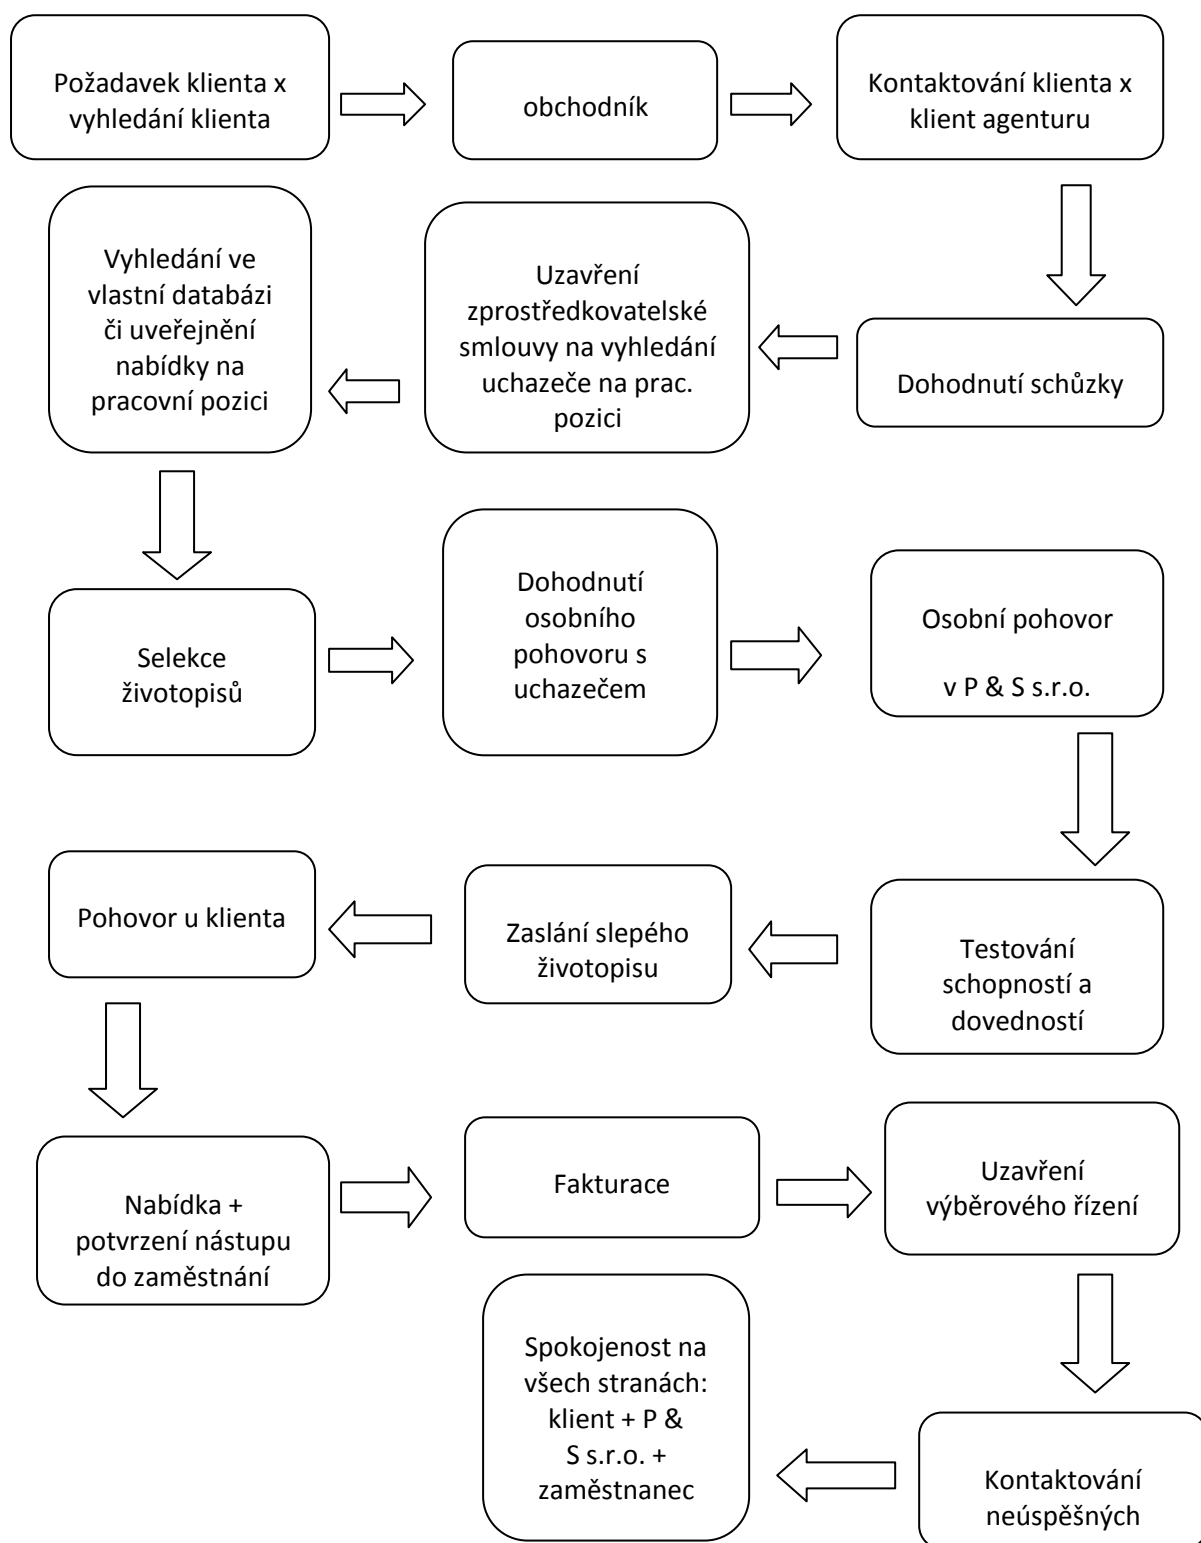 Požadavek klienta x
vyhledání klienta
obchodník
Kontaktování klienta x
klient agenturu
Dohodnutí schůzky
Uzavření
zprostředkovatelské
smlouvy na vyhledání
uchazeče na prac.
pozici
Vyhledání ve
vlastní databázi
či uveřejnění
nabídky na
pracovní pozici
Selekce
životopisů
Dohodnutí
osobního
pohovoru s
uchazečem
Osobní pohovor
v P & S s.r.o.
Testování
schopností a
dovedností
Zaslání slepého
životopisu
Pohovor u klienta
Nabídka +
potvrzení nástupu
do zaměstnání
Fakturace
Uzavření
výběrového řízení
Kontaktování
neúspěšných
Spokojenost na
všech stranách:
klient + P &
S s.r.o. +
zaměstnanec